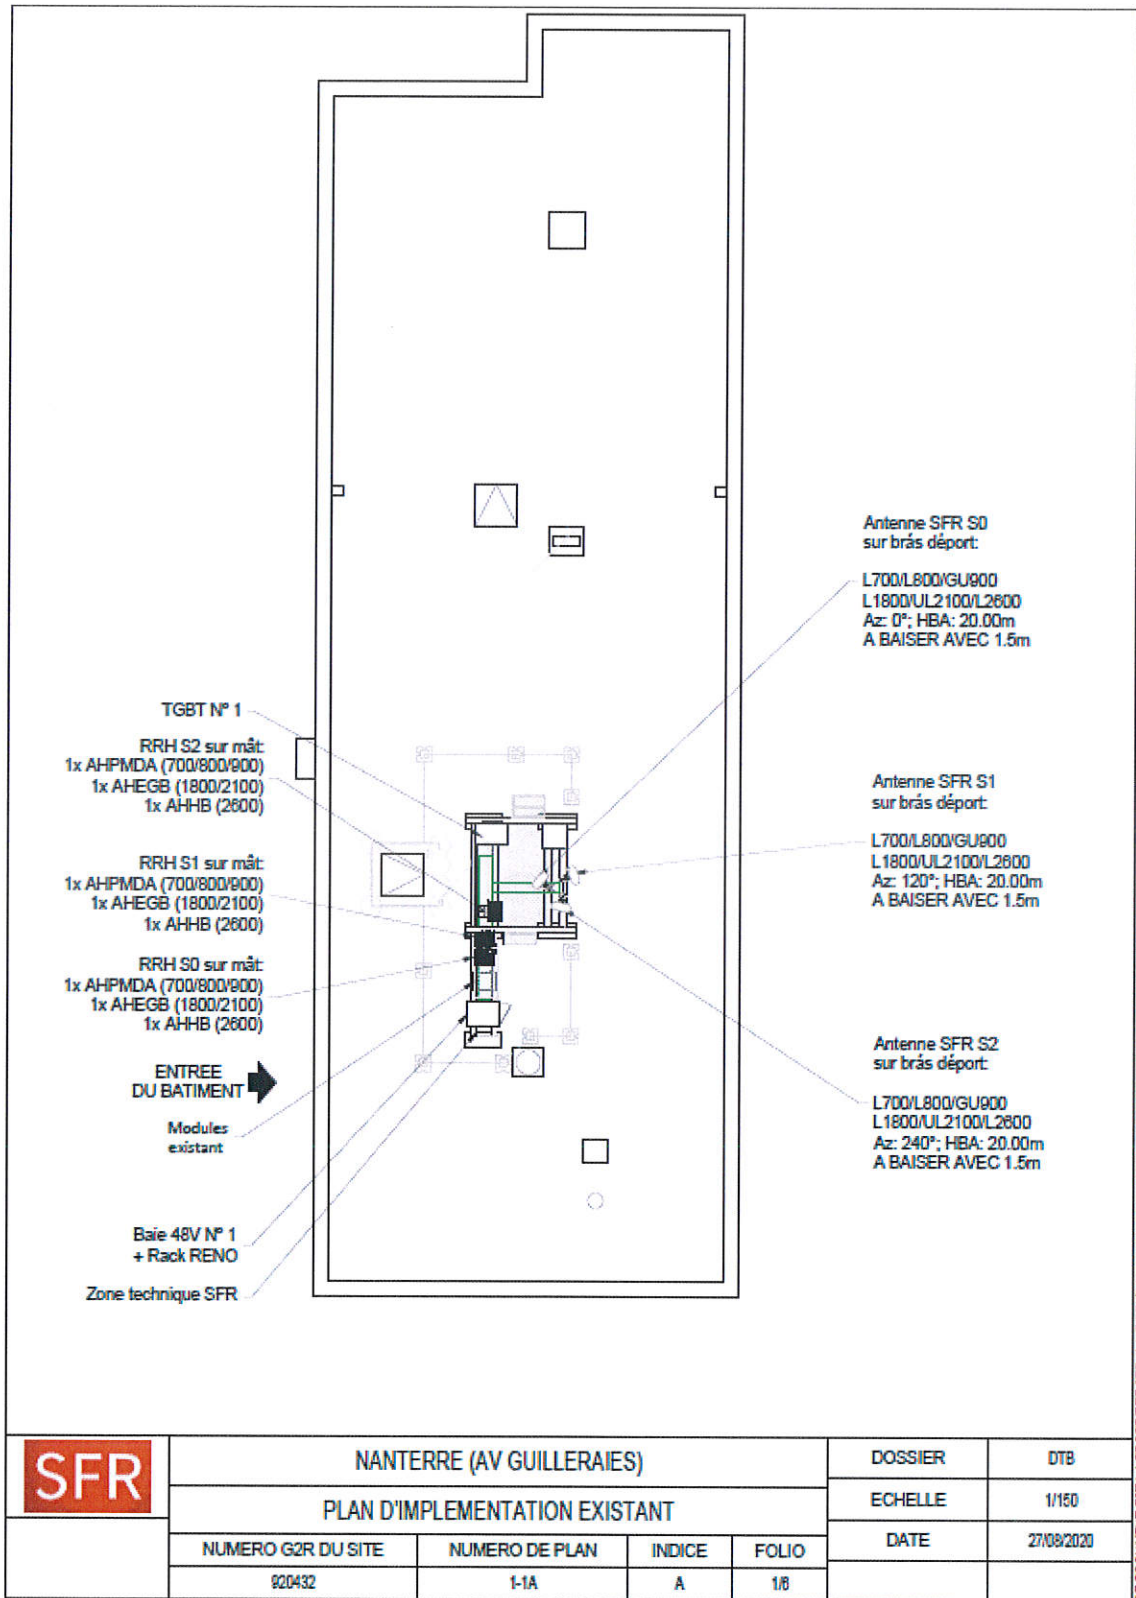 Antenne SFR S0
sur brás déport:
L700/L800/GU900
L1800/UL2100/L2600
Az: 0°; HBA: 20.00m
A BAISER AVEC 1.5m
TGBT Nº 1
RRH S2 sur mât:
1x AHPMDA (700/800/900)
1x AHEGB (1800/2100)
1x AHHB (2600)
Antenne SFR S1
sur brás déport:
L700/L800/GU900
L1800/UL2100/L2600
Az: 120°; HBA: 20.00m
A BAISER AVEC 1.5m
RRH S1 sur mât:
1x AHPMDA (700/800/900)
1x AHEGB (1800/2100)
1x AHHB (2600)
RRH S0 sur mât:
1x AHPMDA (700/800/900)
1x AHEGB (1800/2100)
1x AHHB (2600)
Antenne SFR S2
sur brás déport:
L700/L800/GU900
L1800/UL2100/L2600
Az: 240°; HBA: 20.00m
A BAISER AVEC 1.5m
ENTREE
DU BATIMENT
Modules
existant
Baie 48V Nº 1
+ Rack RENO
Zone technique SFR
SFR
NANTERRE (AV GUILLERAIES)
PLAN D'IMPLEMENTATION EXISTANT
NUMERO G2R DU SITE
NUMERO DE PLAN
INDICE
FOLIO
920432
1-1A
A
1/6
DOSSIER
DTB
ECHELLE
1/150
DATE
27/08/2020